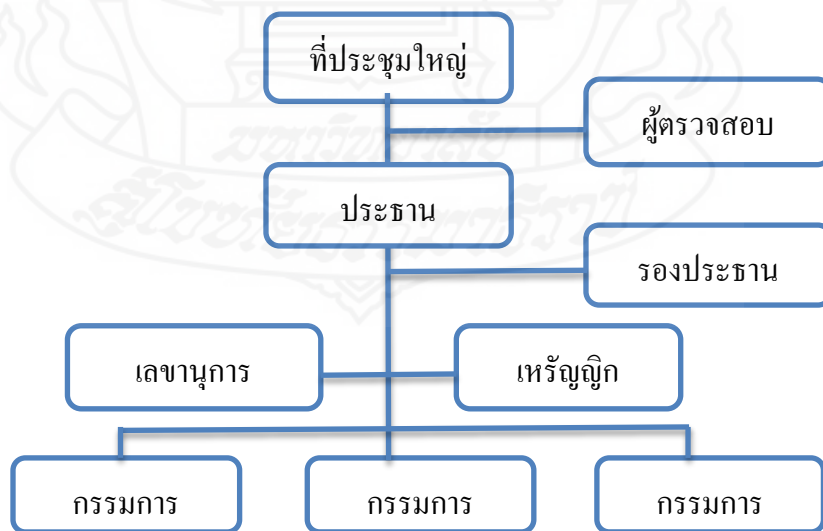 ที่ประชุมใหญ่
ผู้ตรวจสอบ
ประธาน
รองประธาน
เลขานุการ
เหรัญญิก
กรรมการ
กรรมการ
กรรมการ